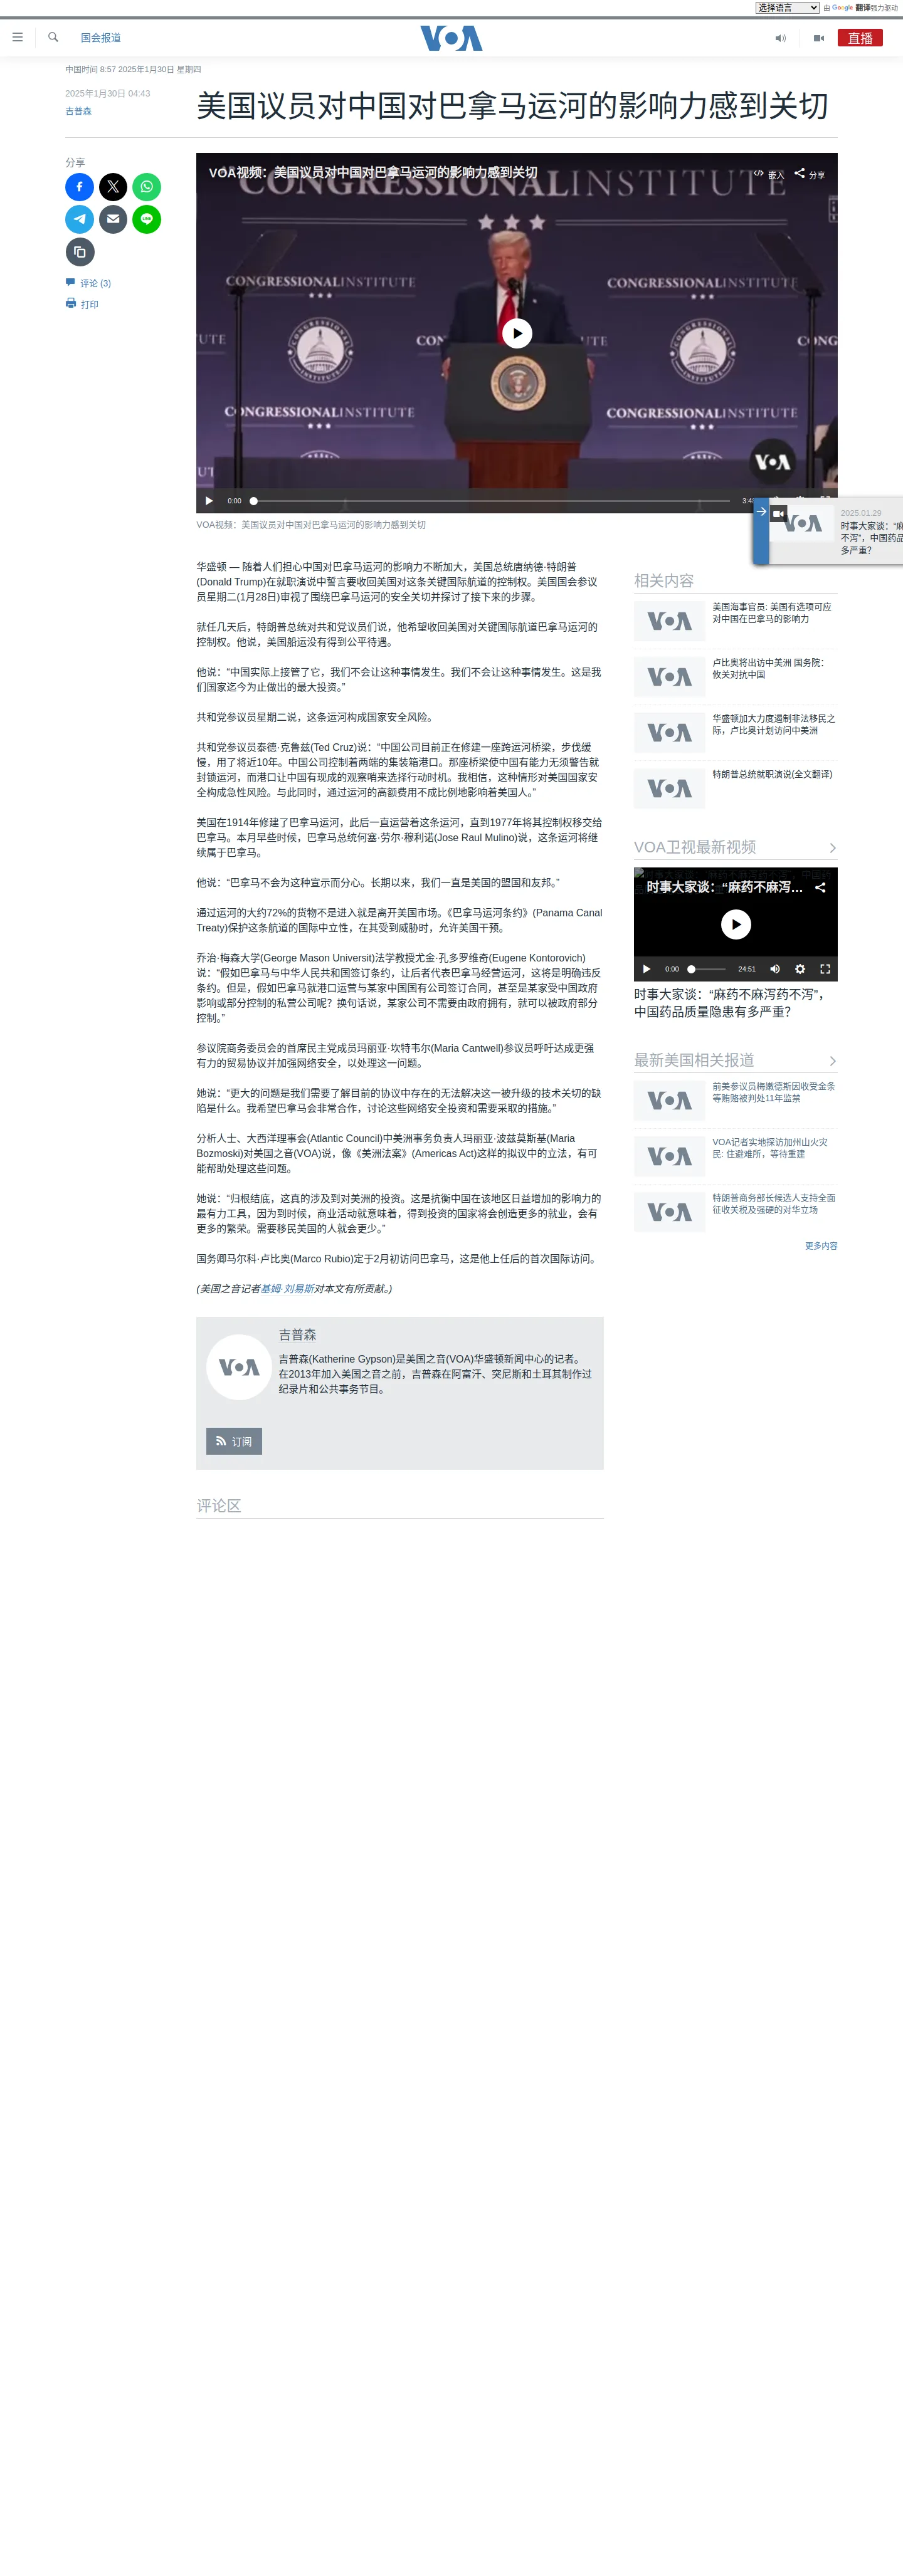 选择语言 由 Google 翻译强力驱动
国会报道
VOA
直播
中国时间 8:57 2025年1月30日 星期四
2025年1月30日 04:43
吉普森
美国议员对中国对巴拿马运河的影响力感到关切
分享
评论 (3)
打印
VOA视频：美国议员对中国对巴拿马运河的影响力感到关切
嵌入 分享
CONGRESSIONAL INSTITUTE
CONGRESSIONAL INSTITUTE
CONGRESSIONAL INSTITUTE
VOA
0:00
VOA视频：美国议员对中国对巴拿马运河的影响力感到关切
2025.01.29
时事大家谈：“麻
不泻”，中国药品
多严重？
华盛顿 — 随着人们担心中国对巴拿马运河的影响力不断加大，美国总统唐纳德·特朗普
(Donald Trump)在就职演说中誓言要收回美国对这条关键国际航道的控制权。美国国会参议
员星期二(1月28日)审视了围绕巴拿马运河的安全关切并探讨了接下来的步骤。
就任几天后，特朗普总统对共和党议员们说，他希望收回美国对关键国际航道巴拿马运河的
控制权。他说，美国船运没有得到公平待遇。
他说：“中国实际上接管了它，我们不会让这种事情发生。我们不会让这种事情发生。这是我
们国家迄今为止做出的最大投资。”
共和党参议员星期二说，这条运河构成国家安全风险。
共和党参议员泰德·克鲁兹(Ted Cruz)说：“中国公司目前正在修建一座跨运河桥梁，步伐缓
慢，用了将近10年。中国公司控制着两端的集装箱港口。那座桥梁使中国有能力无须警告就
封锁运河，而港口让中国有现成的观察哨来选择行动时机。我相信，这种情形对美国国家安
全构成急性风险。与此同时，通过运河的高额费用不成比例地影响着美国人。”
美国在1914年修建了巴拿马运河，此后一直运营着这条运河，直到1977年将其控制权移交给
巴拿马。本月早些时候，巴拿马总统何塞·劳尔·穆利诺(Jose Raul Mulino)说，这条运河将继
续属于巴拿马。
他说：“巴拿马不会为这种宣示而分心。长期以来，我们一直是美国的盟国和友邦。”
通过运河的大约72%的货物不是进入就是离开美国市场。《巴拿马运河条约》(Panama Canal
Treaty)保护这条航道的国际中立性，在其受到威胁时，允许美国干预。
乔治·梅森大学(George Mason Universit)法学教授尤金·孔多罗维奇(Eugene Kontorovich)
说：“假如巴拿马与中华人民共和国签订条约，让后者代表巴拿马经营运河，这将是明确违反
条约。但是，假如巴拿马就港口运营与某家中国国有公司签订合同，甚至是某家受中国政府
影响或部分控制的私营公司呢？换句话说，某家公司不需要由政府拥有，就可以被政府部分
控制。”
参议院商务委员会的首席民主党成员玛丽亚·坎特韦尔(Maria Cantwell)参议员呼吁达成更强
有力的贸易协议并加强网络安全，以处理这一问题。
她说：“更大的问题是我们需要了解目前的协议中存在的无法解决这一被升级的技术关切的缺
陷是什么。我希望巴拿马会非常合作，讨论这些网络安全投资和需要采取的措施。”
分析人士、大西洋理事会(Atlantic Council)中美洲事务负责人玛丽亚·波兹莫斯基(Maria
Bozmoski)对美国之音(VOA)说，像《美洲法案》(Americas Act)这样的拟议中的立法，有可
能帮助处理这些问题。
她说：“归根结底，这真的涉及到对美洲的投资。这是抗衡中国在该地区日益增加的影响力的
最有力工具，因为到时候，商业活动就意味着，得到投资的国家将会创造更多的就业，会有
更多的繁荣。需要移民美国的人就会更少。”
国务卿马尔科·卢比奥(Marco Rubio)定于2月初访问巴拿马，这是他上任后的首次国际访问。
(美国之音记者基姆·刘易斯对本文有所贡献。)
吉普森
吉普森(Katherine Gypson)是美国之音(VOA)华盛顿新闻中心的记者。
在2013年加入美国之音之前，吉普森在阿富汗、突尼斯和土耳其制作过
纪录片和公共事务节目。
订阅
评论区
相关内容
美国海事官员: 美国有选项可应
对中国在巴拿马的影响力
卢比奥将出访中美洲 国务院：
攸关对抗中国
华盛顿加大力度遏制非法移民之
际，卢比奥计划访问中美洲
特朗普总统就职演说(全文翻译)
VOA卫视最新视频
时事大家谈：“麻药不麻泻...
0:00 24:51
时事大家谈：“麻药不麻泻药不泻”，
中国药品质量隐患有多严重？
最新美国相关报道
前美参议员梅嫩德斯因收受金条
等贿赂被判处11年监禁
VOA记者实地探访加州山火灾
民: 住避难所，等待重建
特朗普商务部长候选人支持全面
征收关税及强硬的对华立场
更多内容